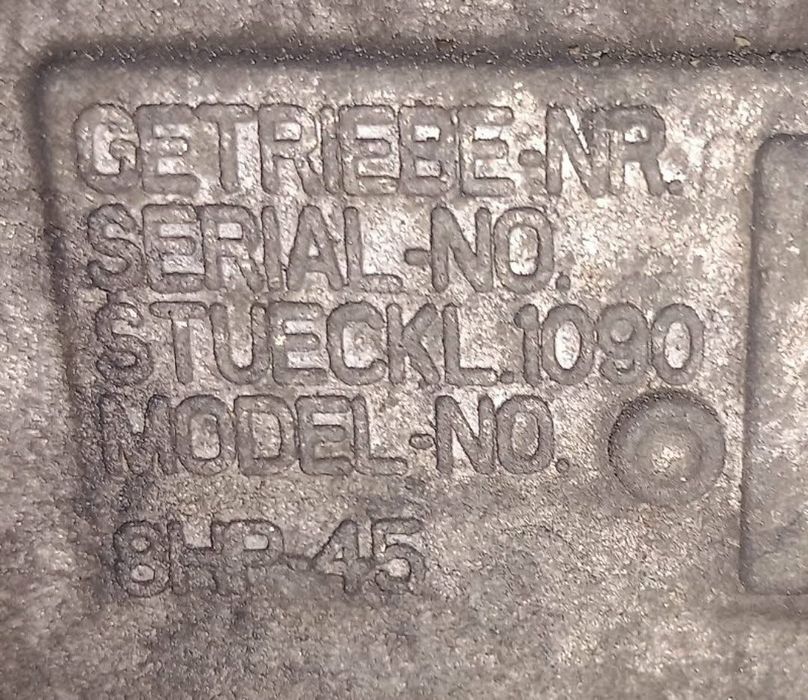 GETRIEBE-NR.
SERIAL-NO.
STUECKL.1090
MODEL-NO.
8HP-45